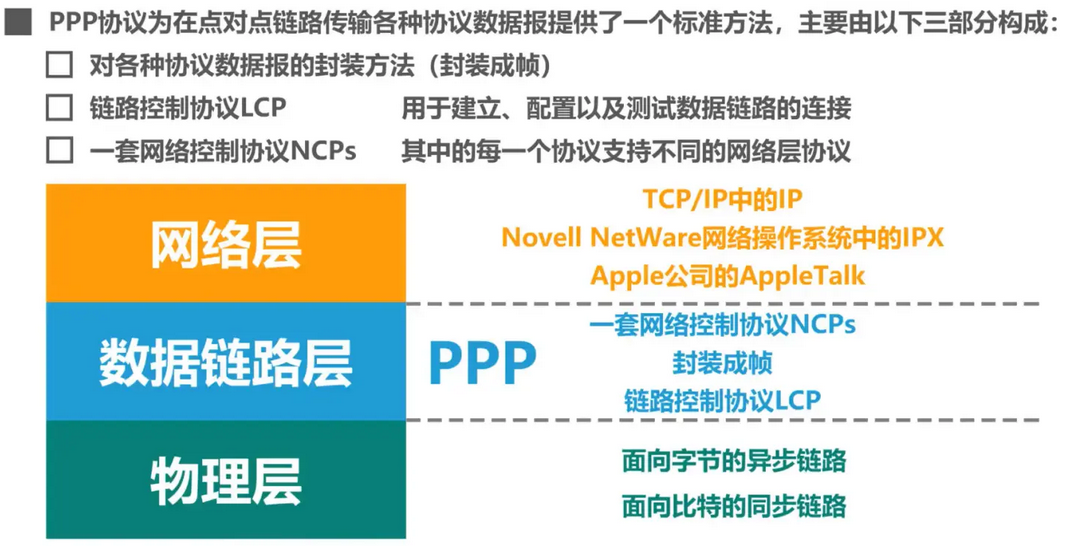 PPP协议为在点对点链路传输各种协议数据报提供了一个标准方法，主要由以下三部分构成：
对各种协议数据报的封装方法（封装成帧）
链路控制协议LCP 用于建立、配置以及测试数据链路的连接
一套网络控制协议NCPs 其中的每一个协议支持不同的网络层协议
网络层
TCP/IP中的IP
Novell NetWare网络操作系统中的IPX
Apple公司的AppleTalk
数据链路层
PPP
一套网络控制协议NCPs
封装成帧
链路控制协议LCP
物理层
面向字节的异步链路
面向比特的同步链路